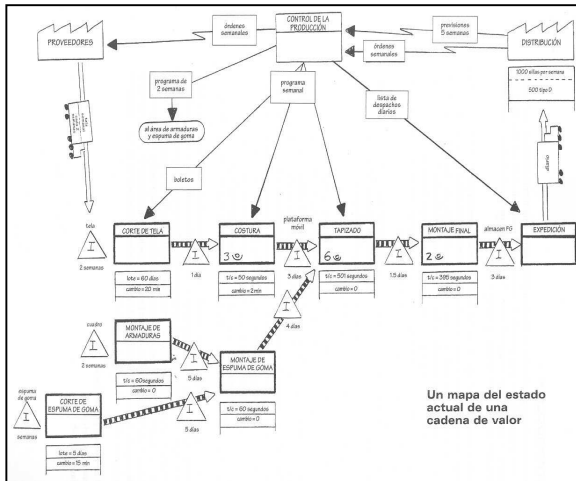 PROVEEDORES
órdenes
semanales
CONTROL DE LA
PRODUCCIÓN
provisiones
5 semanas
órdenes
semanales
DISTRIBUCIÓN
1000 sillas por semana
500 tipo D
programa de
2 semanas
programa
semanal
lista de
despachos
diarios
al área de armaduras
y espuma de goma
boletos
diario
tela
I
2 semanas
CORTE DE TELA
lote = 60 días
cambio = 20 min
I
1 día
COSTURA
3
t/c = 50 segundos
cambio = 2 min
plataforma
móvil
I
3 días
TAPIZADO
6
t/c = 501 segundos
cambio = 0
I
1.5 días
MONTAJE FINAL
2
t/c = 395 segundos
cambio = 0
almacen FG
I
3 días
EXPEDICIÓN
I
4 días
cuadro
I
2 semanas
MONTAJE DE
ARMADURAS
t/c = 60 segundos
cambio = 0
I
5 días
MONTAJE DE
ESPUMA DE GOMA
t/c = 60 segundos
cambio = 0
espuma
de goma
I
semanas
CORTE DE
ESPUMA DE GOMA
lote = 5 días
cambio = 15 min
I
5 días
Un mapa del estado
actual de una
cadena de valor